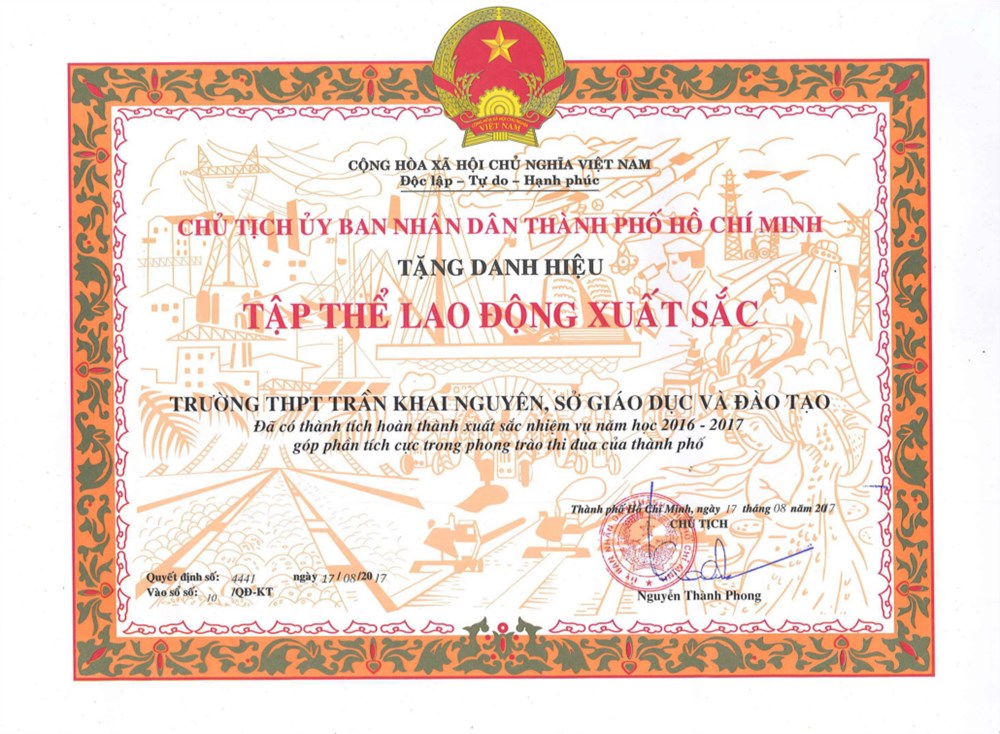 VIỆT NAM
CỘNG HÒA XÃ HỘI CHỦ NGHĨA VIỆT NAM
Độc lập – Tự do – Hạnh phúc
CHỦ TỊCH ỦY BAN NHÂN DÂN THÀNH PHỐ HỒ CHÍ MINH
TẶNG DANH HIỆU
TẬP THỂ LAO ĐỘNG XUẤT SẮC
TRƯỜNG THPT TRẦN KHAI NGUYÊN, SỞ GIÁO DỤC VÀ ĐÀO TẠO
Đã có thành tích hoàn thành xuất sắc nhiệm vụ năm học 2016 - 2017
góp phần tích cực trong phong trào thi đua của thành phố
Thành phố Hồ Chí Minh, ngày 17 tháng 08 năm 2017
CHỦ TỊCH
Quyết định số: 4441 ngày 17/08/2017
Vào sổ số: 10 /QĐ-KT
Nguyễn Thành Phong